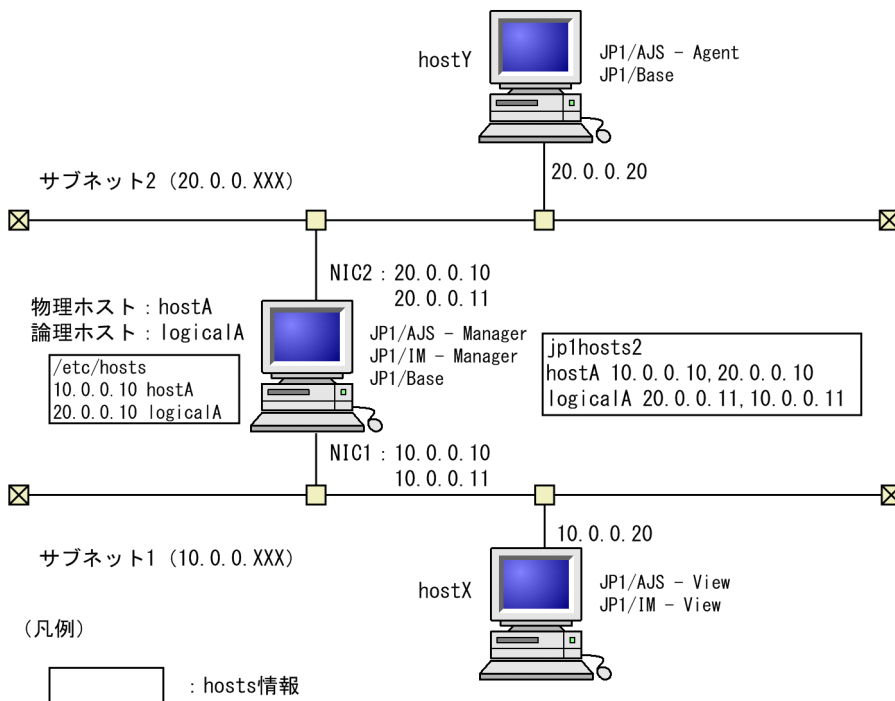 hostY
JP1/AJS - Agent
JP1/Base
20.0.0.20
サブネット2 (20.0.0.XXX)
NIC2：20.0.0.10
20.0.0.11
物理ホスト：hostA
論理ホスト：logicalA
/etc/hosts
10.0.0.10 hostA
20.0.0.10 logicalA
JP1/AJS - Manager
JP1/IM - Manager
JP1/Base
jp1hosts2
hostA 10.0.0.10,20.0.0.10
logicalA 20.0.0.11,10.0.0.11
NIC1：10.0.0.10
10.0.0.11
サブネット1 (10.0.0.XXX)
10.0.0.20
hostX
JP1/AJS - View
JP1/IM - View
(凡例)
：hosts情報